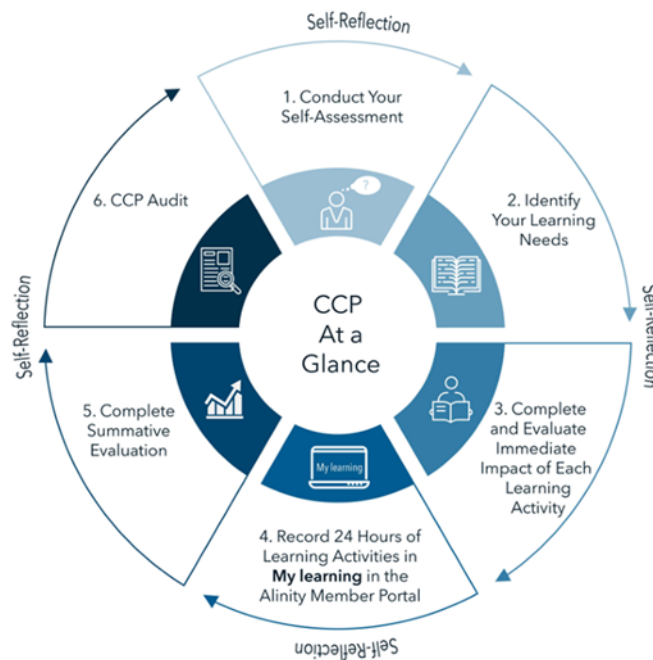 Self-Reflection
1. Conduct Your
Self-Assessment
?
2. Identify
Your Learning
Needs
Self-Reflection
3. Complete
and Evaluate
Immediate
Impact of Each
Learning
Activity
My learning
4. Record 24 Hours of
Learning Activities in
My learning in the
Alinity Member Portal
Self-Reflection
5. Complete
Summative
Evaluation
Self-Reflection
6. CCP Audit
CCP
At a
Glance